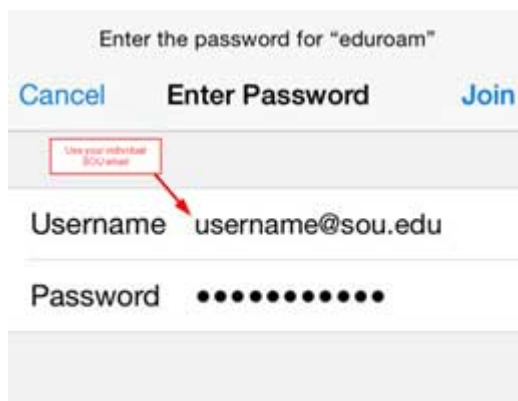 Enter the password for “eduroam”
Cancel Enter Password Join
Use your individual
SOU email
Username username@sou.edu
Password ●●●●●●●●●●●